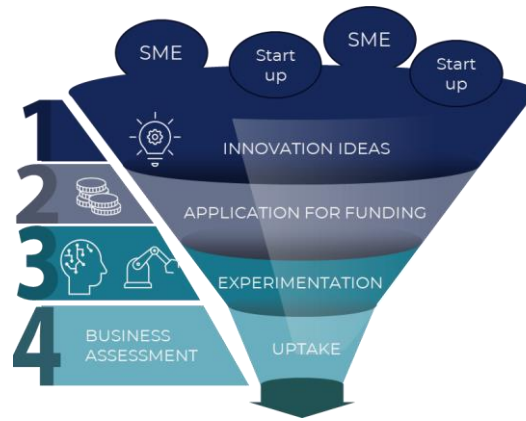 SME
Start
up
SME
Start
up
1
INNOVATION IDEAS
2
APPLICATION FOR FUNDING
3
EXPERIMENTATION
4
BUSINESS
ASSESSMENT
UPTAKE